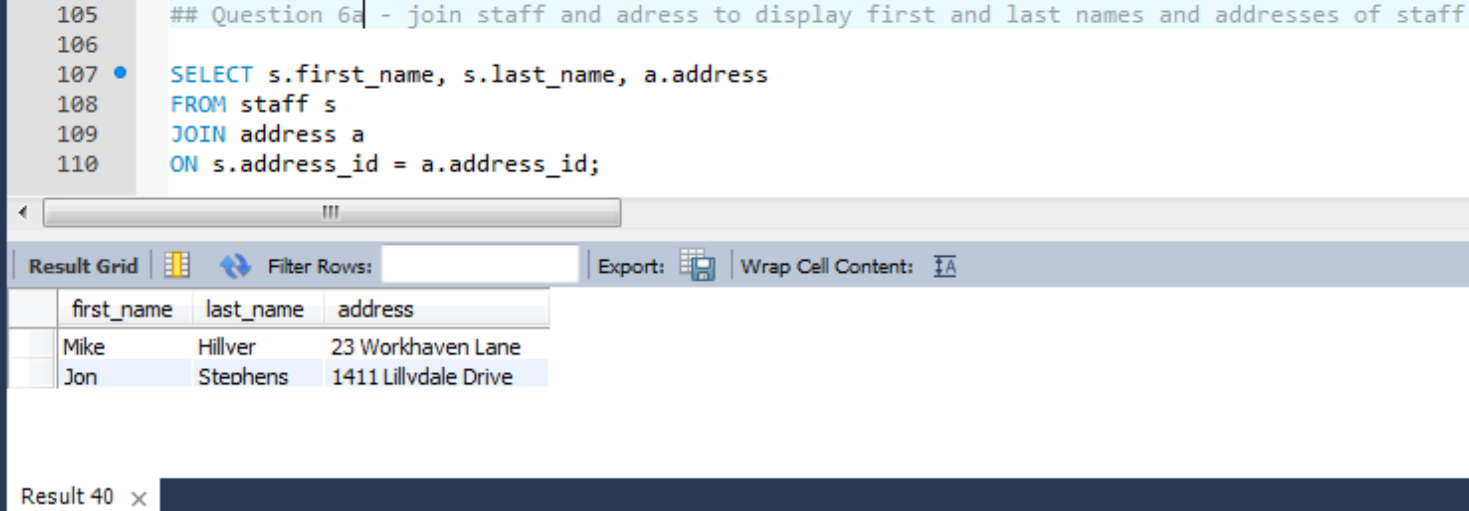 105 ## Question 6a - join staff and adress to display first and last names and addresses of staff
106
107 SELECT s.first_name, s.last_name, a.address
108 FROM staff s
109 JOIN address a
110 ON s.address_id = a.address_id;
Result Grid Filter Rows: Export: Wrap Cell Content: IA
first_name last_name address
Mike Hillyer 23 Workhaven Lane
Jon Stephens 1411 Lillydale Drive
Result 40 ×